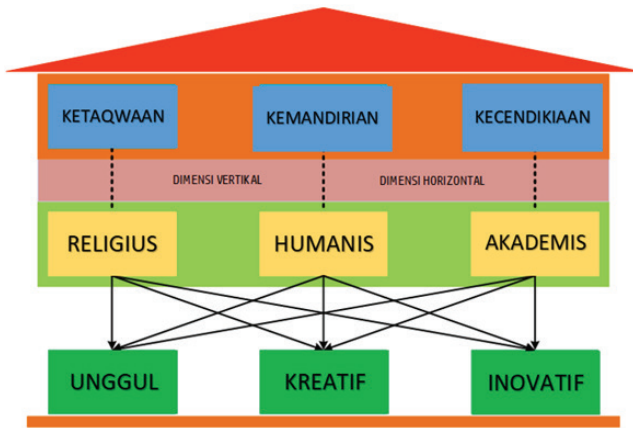 KETAQWAAN
KEMANDIRIAN
KECENDIKIAAN
DIMENSI VERTIKAL
DIMENSI HORIZONTAL
RELIGIUS
HUMANIS
AKADEMIS
UNGGUL
KREATIF
INOVATIF